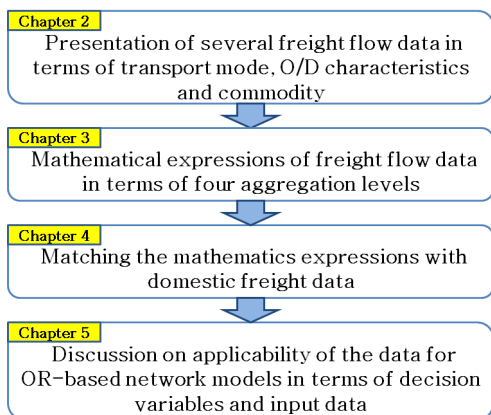 Chapter 2
Presentation of several freight flow data in
terms of transport mode, O/D characteristics
and commodity
Chapter 3
Mathematical expressions of freight flow data
in terms of four aggregation levels
Chapter 4
Matching the mathematics expressions with
domestic freight data
Chapter 5
Discussion on applicability of the data for
OR-based network models in terms of decision
variables and input data